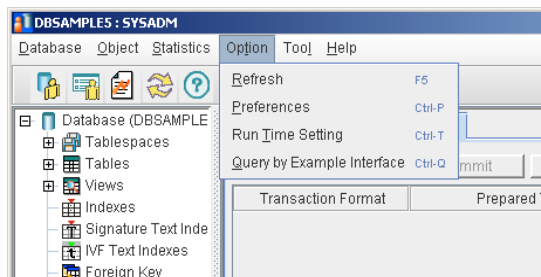 DBSAMPLE5 : SYSADM
Database Object Statistics Option Tool Help
Refresh F5
Preferences Ctrl-P
Run Time Setting Ctrl-T
Query by Example Interface Ctrl-Q
Database (DBSAMPLE
Tablespaces
Tables
Views
Indexes
Signature Text Inde
IVF Text Indexes
Foreign Key
mmit
Transaction Format Prepared